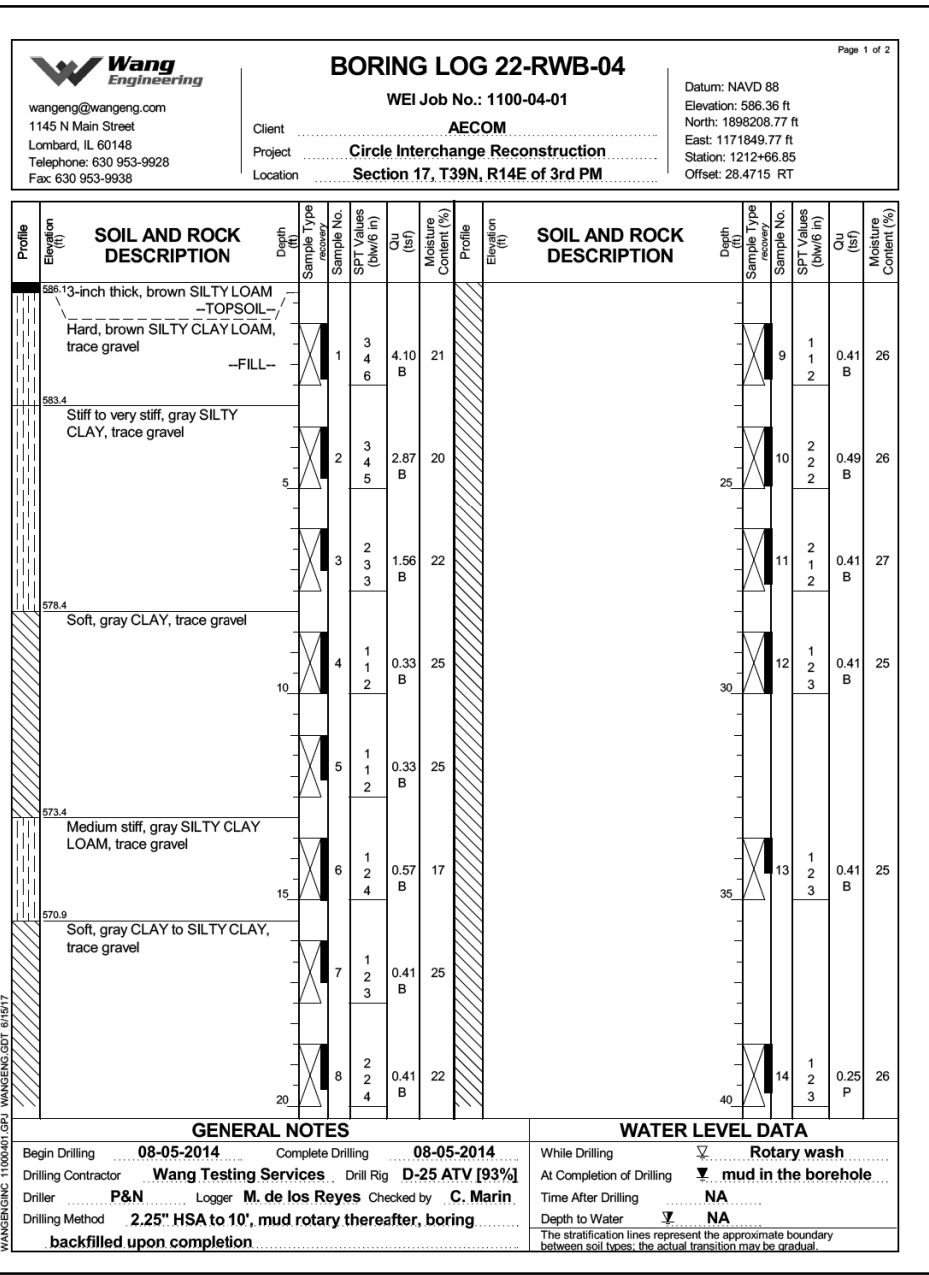 Page 1 of 2
Wang
Engineering
wangeng@wangeng.com
1145 N Main Street
Lombard, IL 60148
Telephone: 630 953-9928
Fax: 630 953-9938
BORING LOG 22-RWB-04
WEI Job No.: 1100-04-01
Client AECOM
Project Circle Interchange Reconstruction
Location Section 17, T39N, R14E of 3rd PM
Datum: NAVD 88
Elevation: 586.36 ft
North: 1898208.77 ft
East: 1171849.77 ft
Station: 1212+66.85
Offset: 28.4715 RT
Profile
Elevation (ft)
SOIL AND ROCK DESCRIPTION
Depth (ft)
Sample Type recovery
Sample No.
SPT Values (blw/6 in)
Qu (tsf)
Moisture Content (%)
Profile
Elevation (ft)
SOIL AND ROCK DESCRIPTION
Depth (ft)
Sample Type recovery
Sample No.
SPT Values (blw/6 in)
Qu (tsf)
Moisture Content (%)
586.1 3-inch thick, brown SILTY LOAM
--TOPSOIL--
Hard, brown SILTY CLAY LOAM,
trace gravel
--FILL--
1 3 4 6 4.10 B 21
583.4
Stiff to very stiff, gray SILTY
CLAY, trace gravel
2 3 4 5 2.87 B 20
5
3 2 3 3 1.56 B 22
578.4
Soft, gray CLAY, trace gravel
4 1 1 2 0.33 B 25
10
5 1 1 2 0.33 B 25
573.4
Medium stiff, gray SILTY CLAY
LOAM, trace gravel
6 1 2 4 0.57 B 17
15
570.9
Soft, gray CLAY to SILTY CLAY,
trace gravel
7 1 2 3 0.41 B 25
8 2 2 4 0.41 B 22
20
9 1 1 2 0.41 B 26
10 2 2 2 0.49 B 26
25
11 2 1 2 0.41 B 27
12 1 2 3 0.41 B 25
30
13 1 2 3 0.41 B 25
35
14 1 2 3 0.25 P 26
40
GENERAL NOTES
Begin Drilling 08-05-2014 Complete Drilling 08-05-2014
Drilling Contractor Wang Testing Services Drill Rig D-25 ATV [93%]
Driller P&N Logger M. de los Reyes Checked by C. Marin
Drilling Method 2.25" HSA to 10', mud rotary thereafter, boring
backfilled upon completion
WATER LEVEL DATA
While Drilling Rotary wash
At Completion of Drilling mud in the borehole
Time After Drilling NA
Depth to Water NA
The stratification lines represent the approximate boundary
between soil types; the actual transition may be gradual.
WANGENGINC 11000401.GPJ WANGENG.GDT 6/15/17